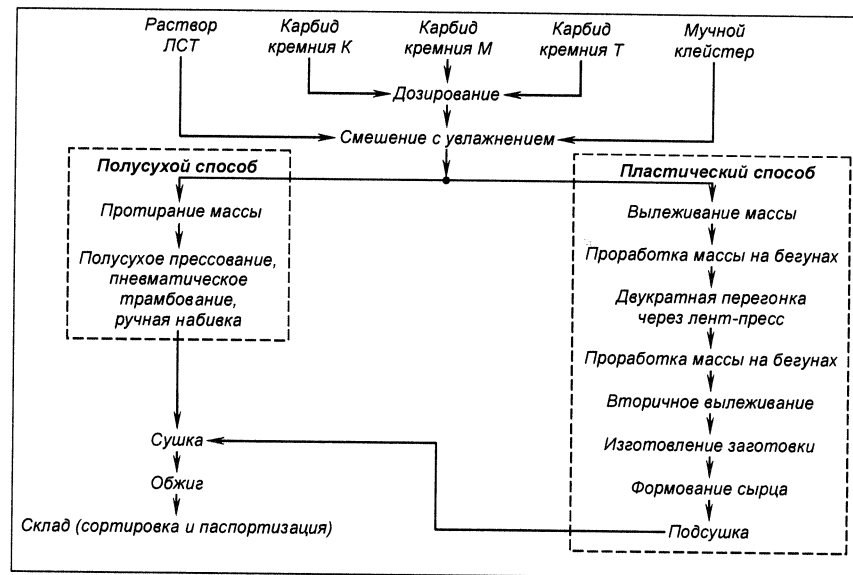 Раствор
ЛСТ
Карбид
кремния К
Карбид
кремния М
Карбид
кремния Т
Мучной
клейстер
Дозирование
Смешение с увлажнением
Полусухой способ
Протирание массы
Полусухое прессование,
пневматическое
трамбование,
ручная набивка
Сушка
Обжиг
Склад (сортировка и паспортизация)
Пластический способ
Вылеживание массы
Проработка массы на бегунах
Двукратная перегонка
через лент-пресс
Проработка массы на бегунах
Вторичное вылеживание
Изготовление заготовки
Формование сырца
Подсушка